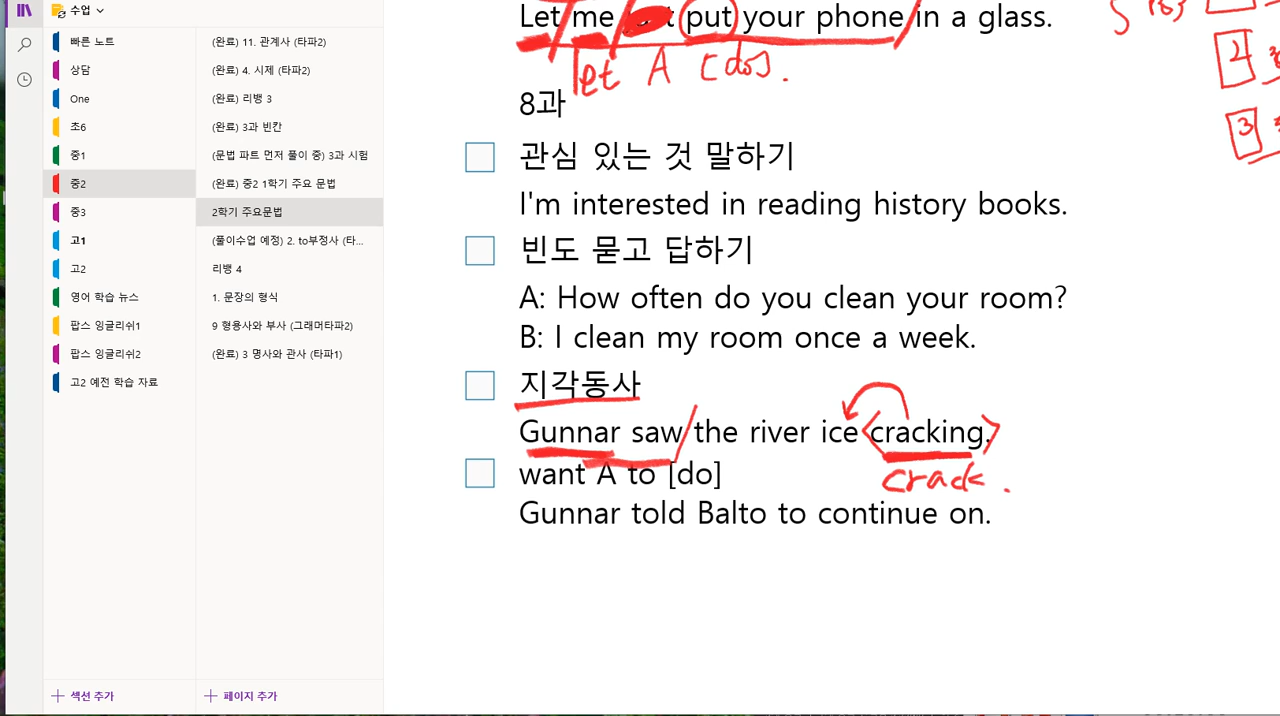 수업
빠른 노트
상담
One
초6
중1
중2
중3
고1
고2
영어 학습 뉴스
팝스 잉글리쉬1
팝스 잉글리쉬2
고2 예전 학습 자료
섹션 추가
(완료) 11. 관계사 (타파2)
(완료) 4. 시제 (타파2)
(완료) 리뱅 3
(완료) 3과 빈칸
(문법 파트 먼저 풀이 중) 3과 시험
(완료) 중2 1학기 주요 문법
2학기 주요문법
(풀이수업 예정) 2. to부정사 (타...
리뱅 4
1. 문장의 형식
9 형용사와 부사 (그래머타파2)
(완료) 3 명사와 관사 (타파1)
페이지 추가
Let me put your phone in a glass.
let A [do].
8과
관심 있는 것 말하기
I'm interested in reading history books.
빈도 묻고 답하기
A: How often do you clean your room?
B: I clean my room once a week.
지각동사
Gunnar saw the river ice cracking.
crack.
want A to [do]
Gunnar told Balto to continue on.
2
3